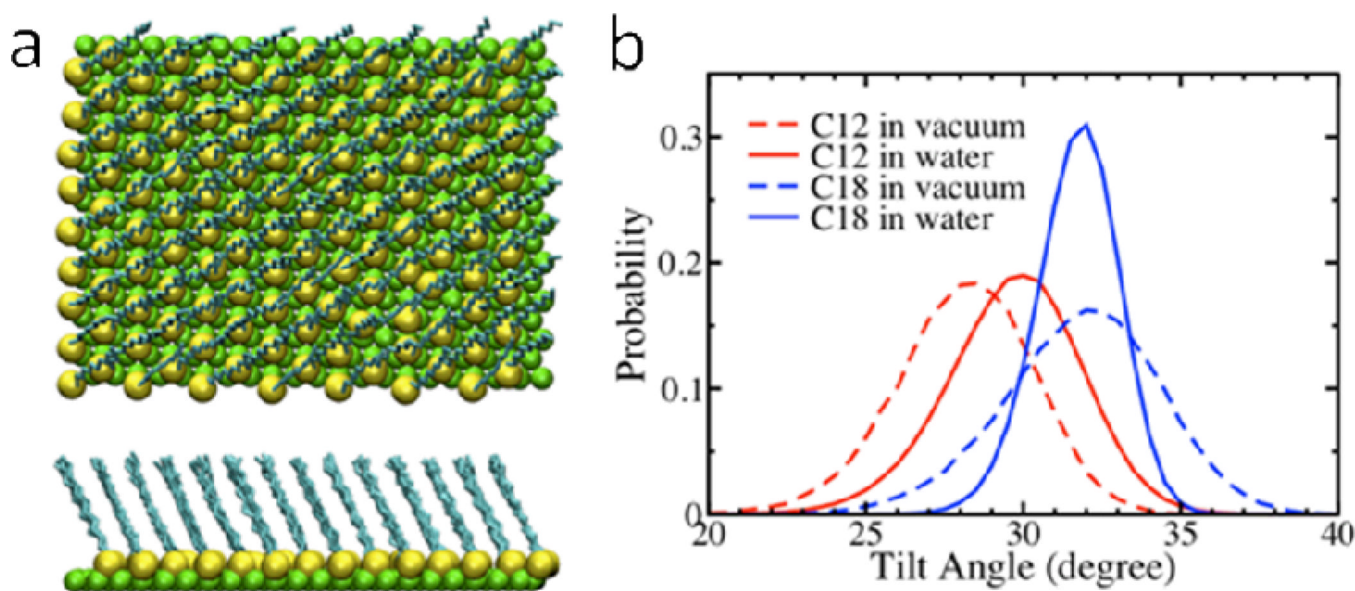 a
b
C12 in vacuum
C12 in water
C18 in vacuum
C18 in water
0.3
0.2
0.1
0
Probability
20 25 30 35 40
Tilt Angle (degree)